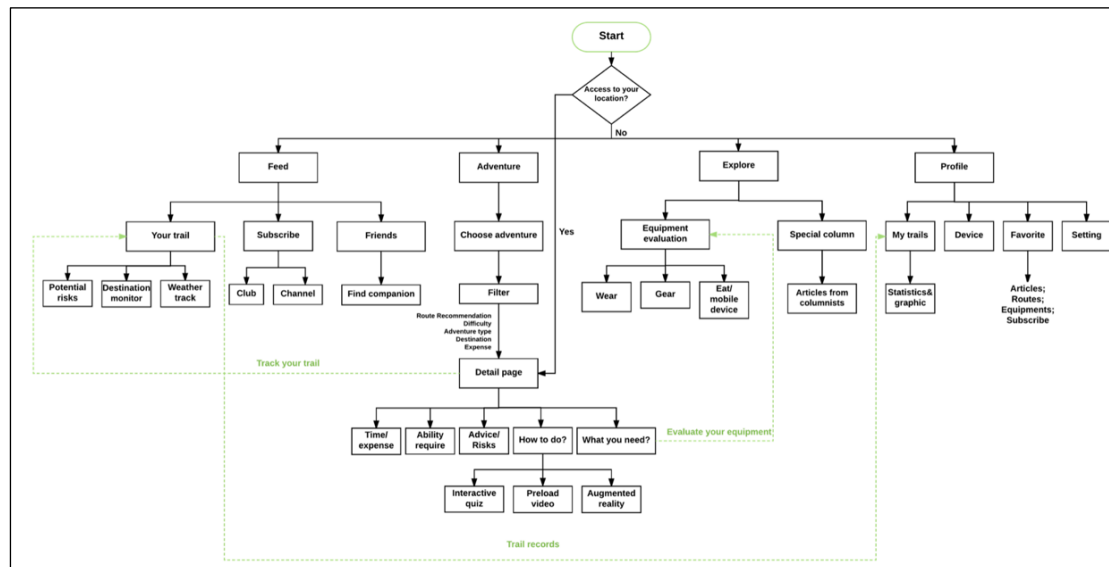 Start
Access to your
location?
No
Feed
Adventure
Explore
Profile
Your trail
Subscribe
Friends
Choose adventure
Yes
Equipment
evaluation
Special column
My trails
Device
Favorite
Setting
Potential
risks
Destination
monitor
Weather
track
Club
Channel
Find companion
Filter
Wear
Gear
Eat/
mobile
device
Articles from
columnists
Statistics&
graphic
Articles;
Routes;
Equipments;
Subscribe
Route Recommendation
Difficulty
Adventure type
Destination
Expense
Track your trail
Detail page
Time/
expense
Ability
require
Advice/
Risks
How to do?
What you need?
Evaluate your equipment
Interactive
quiz
Preload
video
Augmented
reality
Trail records